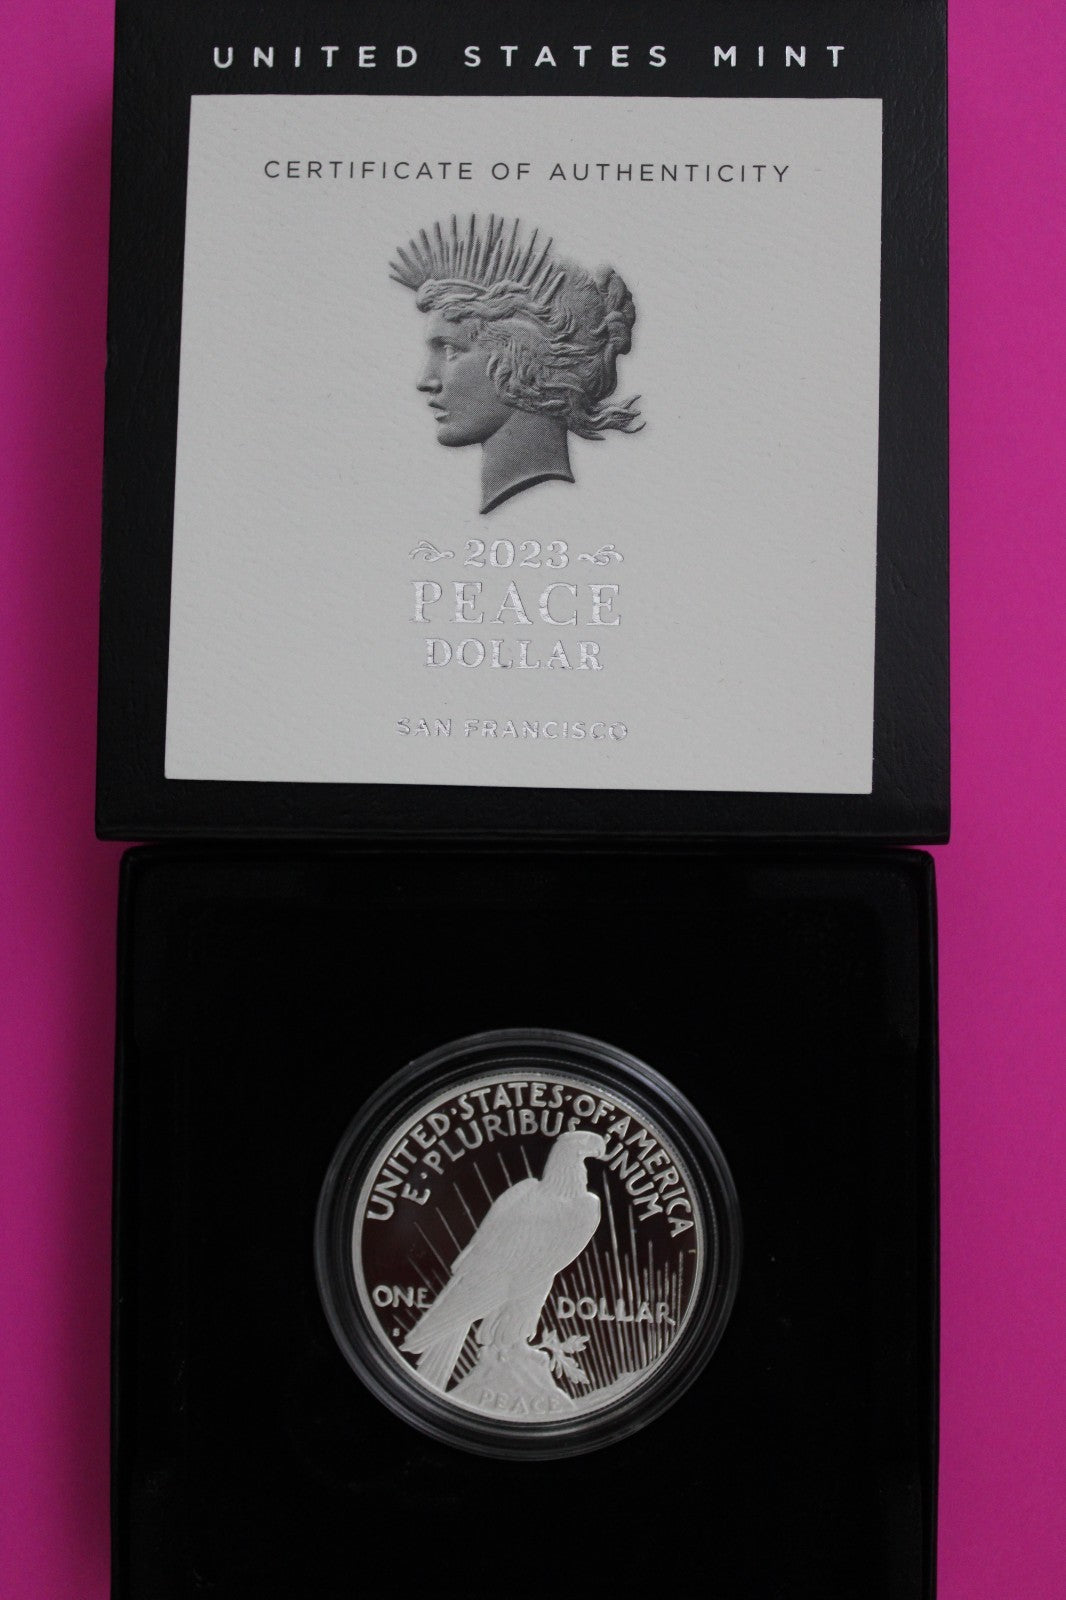 UNITED STATES MINT
CERTIFICATE OF AUTHENTICITY
2023
PEACE
DOLLAR
SAN FRANCISCO
UNITED·STATES·OF·AMERICA
E·PLURIBUS UNUM
ONE DOLLAR
S
PEACE